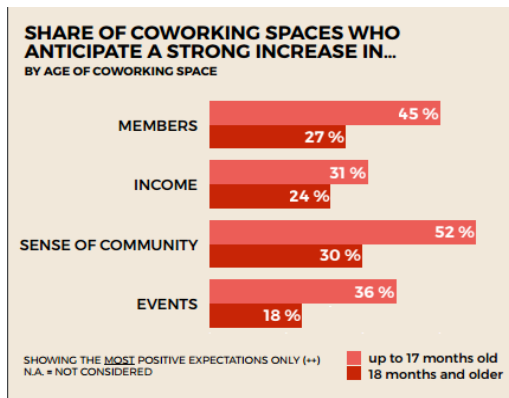 SHARE OF COWORKING SPACES WHO
ANTICIPATE A STRONG INCREASE IN...
BY AGE OF COWORKING SPACE
MEMBERS
45 %
27 %
INCOME
31 %
24 %
SENSE OF COMMUNITY
52 %
30 %
EVENTS
36 %
18 %
SHOWING THE MOST POSITIVE EXPECTATIONS ONLY (++)
N.A. = NOT CONSIDERED
up to 17 months old
18 months and older